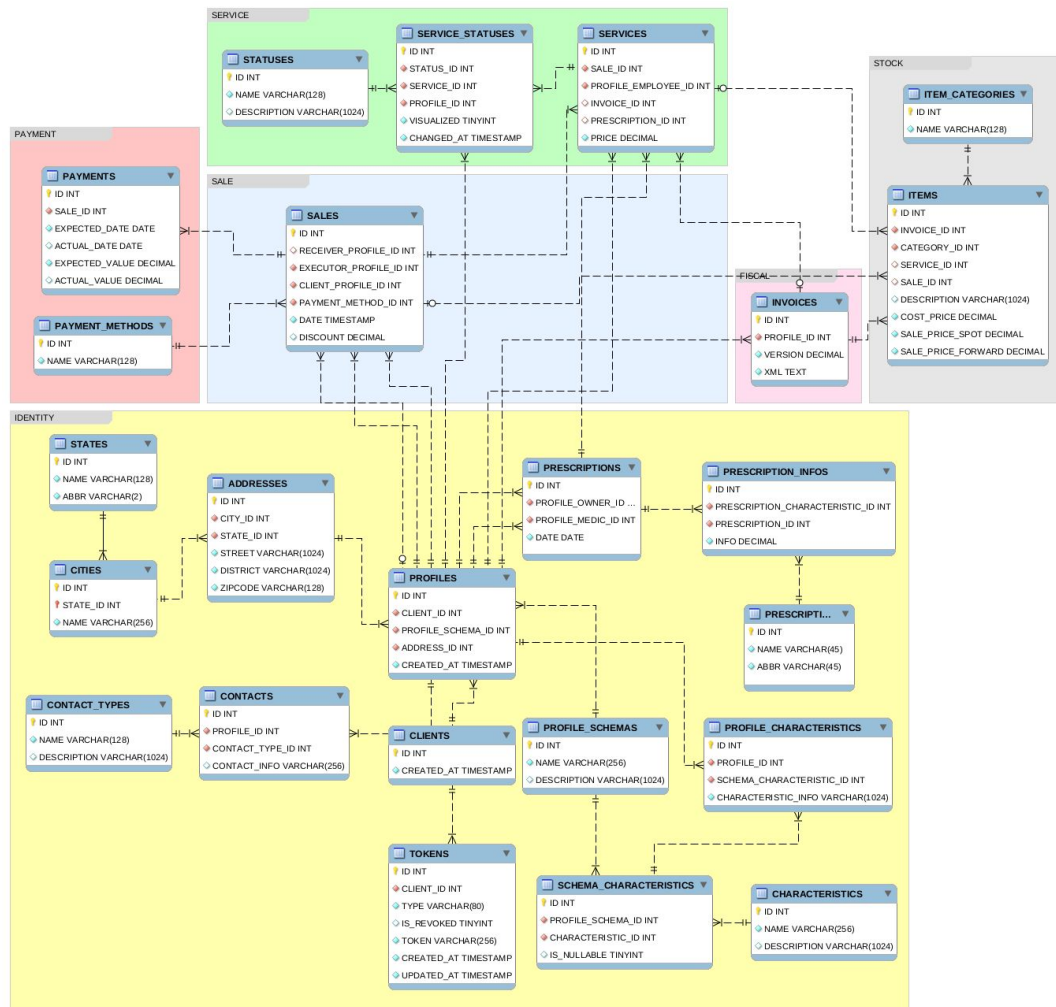 SERVICE
STATUSES
ID INT
NAME VARCHAR(128)
DESCRIPTION VARCHAR(1024)
SERVICE_STATUSES
ID INT
STATUS_ID INT
SERVICE_ID INT
PROFILE_ID INT
VISUALIZED TINYINT
CHANGED_AT TIMESTAMP
SERVICES
ID INT
SALE_ID INT
PROFILE_EMPLOYEE_ID INT
INVOICE_ID INT
PRESCRIPTION_ID INT
PRICE DECIMAL
STOCK
ITEM_CATEGORIES
ID INT
NAME VARCHAR(128)
ITEMS
ID INT
INVOICE_ID INT
CATEGORY_ID INT
SERVICE_ID INT
SALE_ID INT
DESCRIPTION VARCHAR(1024)
COST_PRICE DECIMAL
SALE_PRICE_SPOT DECIMAL
SALE_PRICE_FORWARD DECIMAL
PAYMENT
PAYMENTS
ID INT
SALE_ID INT
EXPECTED_DATE DATE
ACTUAL_DATE DATE
EXPECTED_VALUE DECIMAL
ACTUAL_VALUE DECIMAL
PAYMENT_METHODS
ID INT
NAME VARCHAR(128)
SALE
SALES
ID INT
RECEIVER_PROFILE_ID INT
EXECUTOR_PROFILE_ID INT
CLIENT_PROFILE_ID INT
PAYMENT_METHOD_ID INT
DATE TIMESTAMP
DISCOUNT DECIMAL
FISCAL
INVOICES
ID INT
PROFILE_ID INT
VERSION DECIMAL
XML TEXT
IDENTITY
STATES
ID INT
NAME VARCHAR(128)
ABBR VARCHAR(2)
CITIES
ID INT
STATE_ID INT
NAME VARCHAR(256)
ADDRESSES
ID INT
CITY_ID INT
STATE_ID INT
STREET VARCHAR(1024)
DISTRICT VARCHAR(1024)
ZIPCODE VARCHAR(128)
PRESCRIPTIONS
ID INT
PROFILE_OWNER_ID ...
PROFILE_MEDIC_ID INT
DATE DATE
PRESCRIPTION_INFOS
ID INT
PRESCRIPTION_CHARACTERISTIC_ID INT
PRESCRIPTION_ID INT
INFO DECIMAL
PRESCRIPTI...
ID INT
NAME VARCHAR(45)
ABBR VARCHAR(45)
PROFILES
ID INT
CLIENT_ID INT
PROFILE_SCHEMA_ID INT
ADDRESS_ID INT
CREATED_AT TIMESTAMP
CONTACT_TYPES
ID INT
NAME VARCHAR(128)
DESCRIPTION VARCHAR(1024)
CONTACTS
ID INT
PROFILE_ID INT
CONTACT_TYPE_ID INT
CONTACT_INFO VARCHAR(256)
CLIENTS
ID INT
CREATED_AT TIMESTAMP
PROFILE_SCHEMAS
ID INT
NAME VARCHAR(256)
DESCRIPTION VARCHAR(1024)
PROFILE_CHARACTERISTICS
ID INT
PROFILE_ID INT
SCHEMA_CHARACTERISTIC_ID INT
CHARACTERISTIC_INFO VARCHAR(1024)
TOKENS
ID INT
CLIENT_ID INT
TYPE VARCHAR(80)
IS_REVOKED TINYINT
TOKEN VARCHAR(256)
CREATED_AT TIMESTAMP
UPDATED_AT TIMESTAMP
SCHEMA_CHARACTERISTICS
ID INT
PROFILE_SCHEMA_ID INT
CHARACTERISTIC_ID INT
IS_NULLABLE TINYINT
CHARACTERISTICS
ID INT
NAME VARCHAR(256)
DESCRIPTION VARCHAR(1024)